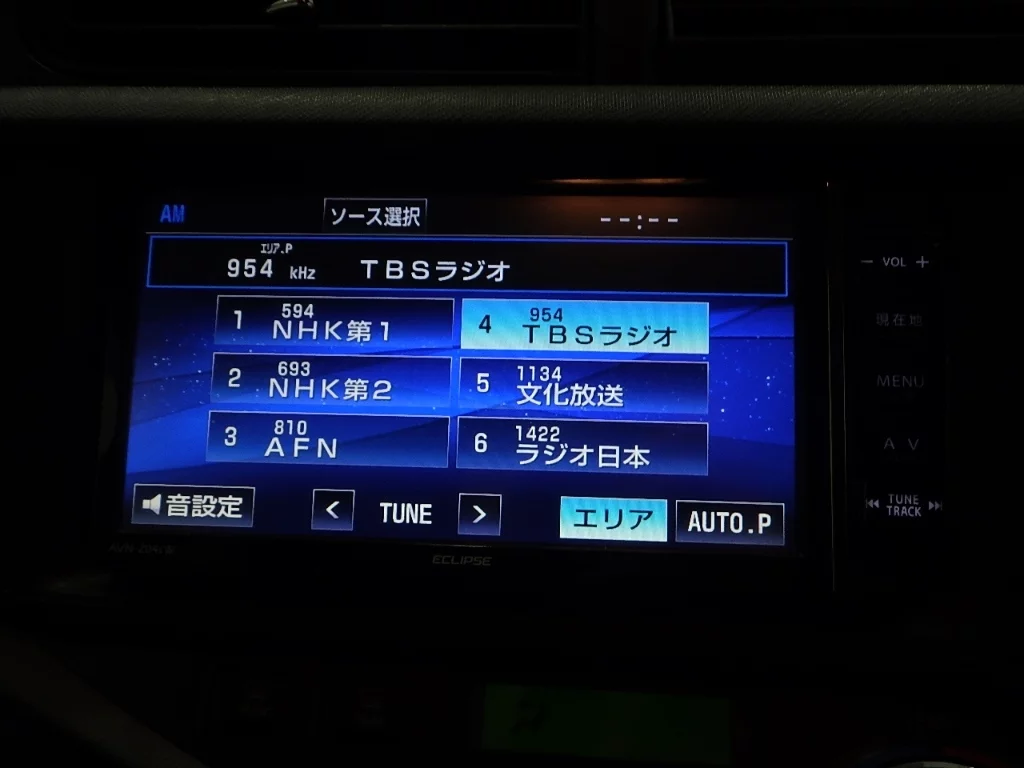 AM ソース選択 --:--
エリア.P
954 kHz TBSラジオ
1 594 NHK第1
4 954 TBSラジオ
2 693 NHK第2
5 1134 文化放送
3 810 AFN
6 1422 ラジオ日本
音設定 < TUNE > エリア AUTO.P
ECLIPSE
− VOL +
現在地
MENU
A V
TUNE
TRACK